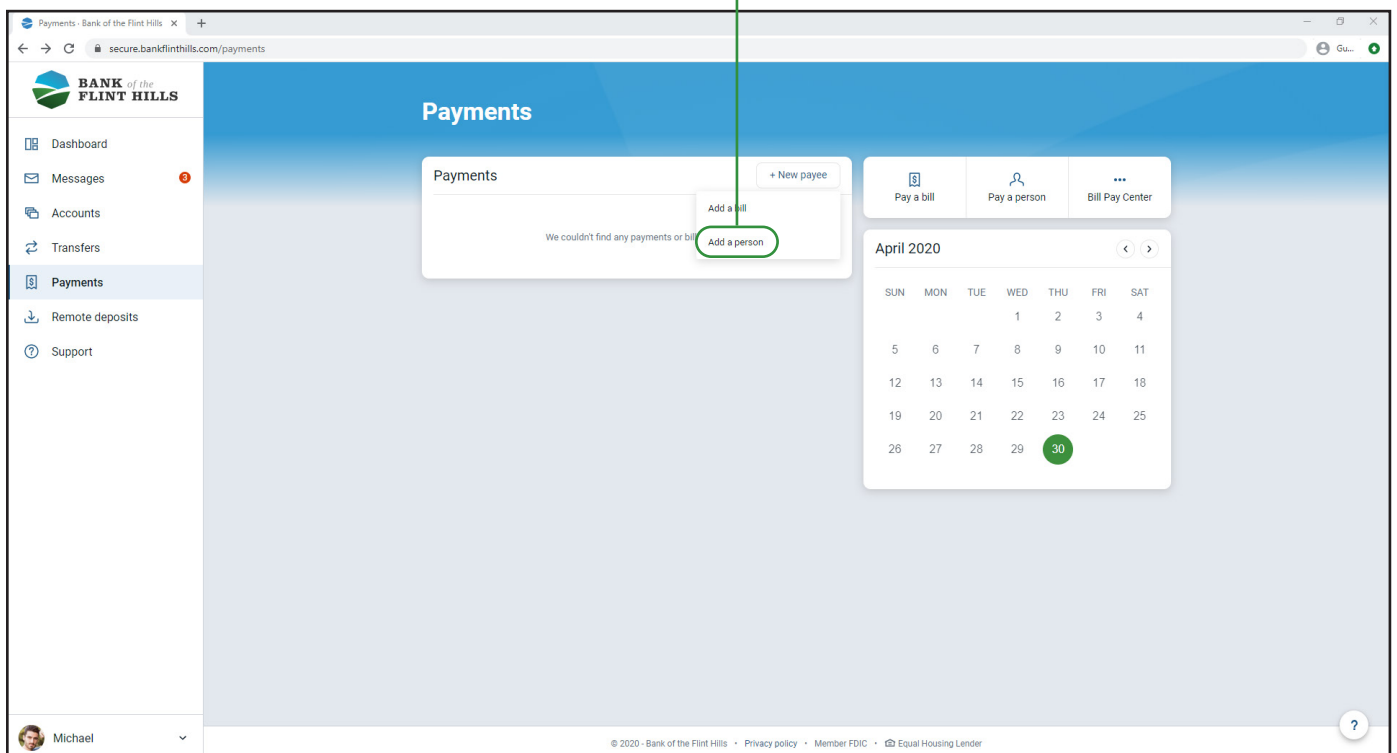 Payments - Bank of the Flint Hills
secure.bankflinthills.com/payments
Gu...
BANK of the
FLINT HILLS
Dashboard
Messages 3
Accounts
Transfers
Payments
Remote deposits
Support
Michael
Payments
Payments
+ New payee
Add a bill
Add a person
We couldn't find any payments or bil
Pay a bill
Pay a person
Bill Pay Center
April 2020
SUN MON TUE WED THU FRI SAT
1 2 3 4
5 6 7 8 9 10 11
12 13 14 15 16 17 18
19 20 21 22 23 24 25
26 27 28 29 30
?
© 2020 - Bank of the Flint Hills • Privacy policy • Member FDIC • Equal Housing Lender